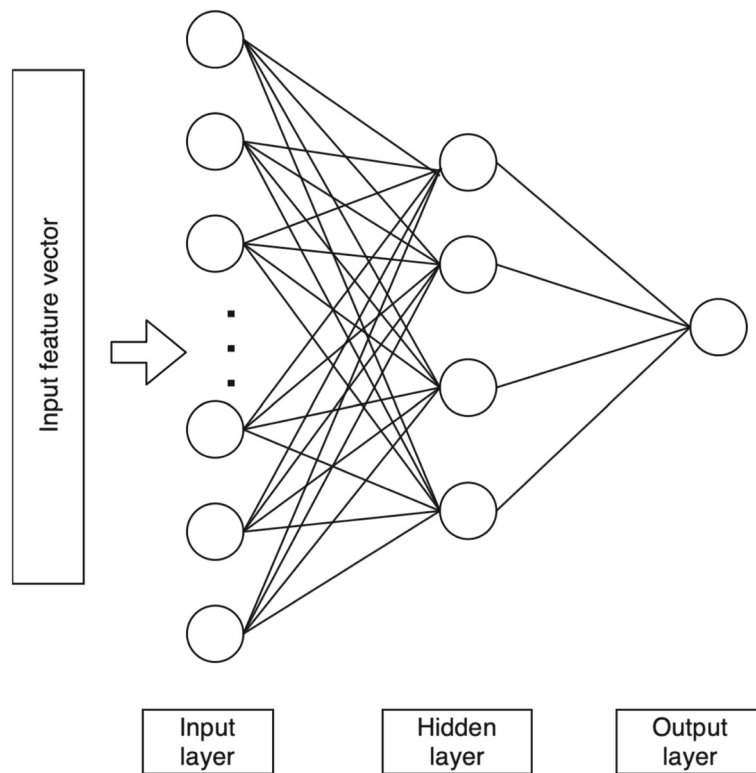 Input feature vector
Input
layer
Hidden
layer
Output
layer